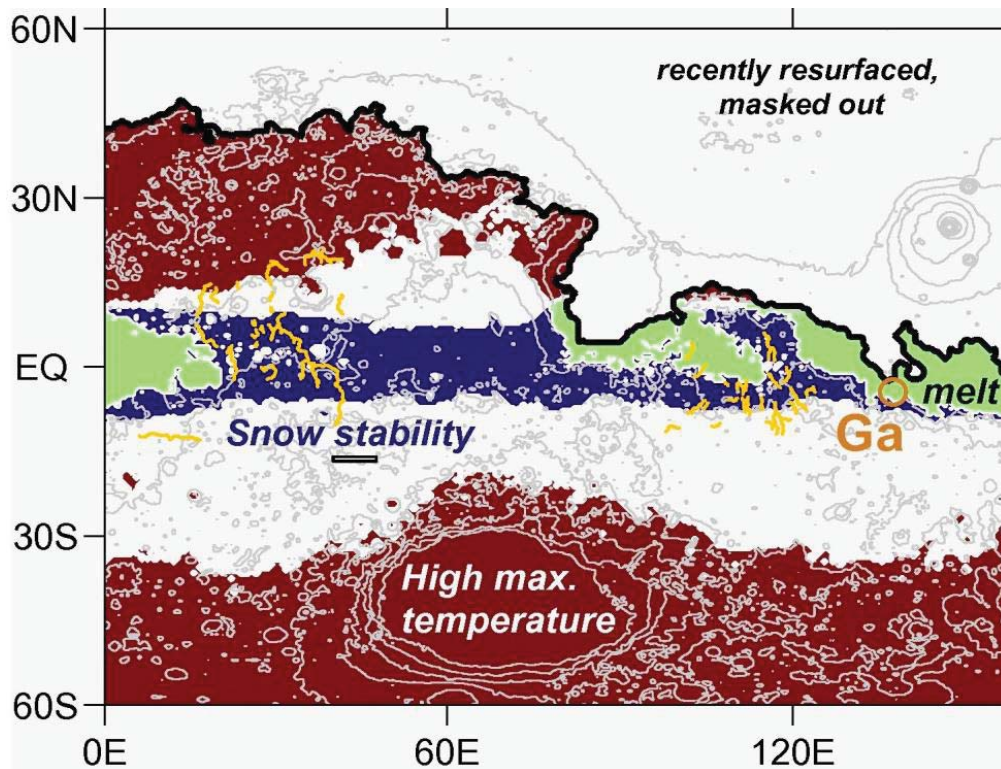 60N
recently resurfaced,
masked out
30N
EQ
melt
Ga
Snow stability
30S
High max.
temperature
60S
0E 60E 120E